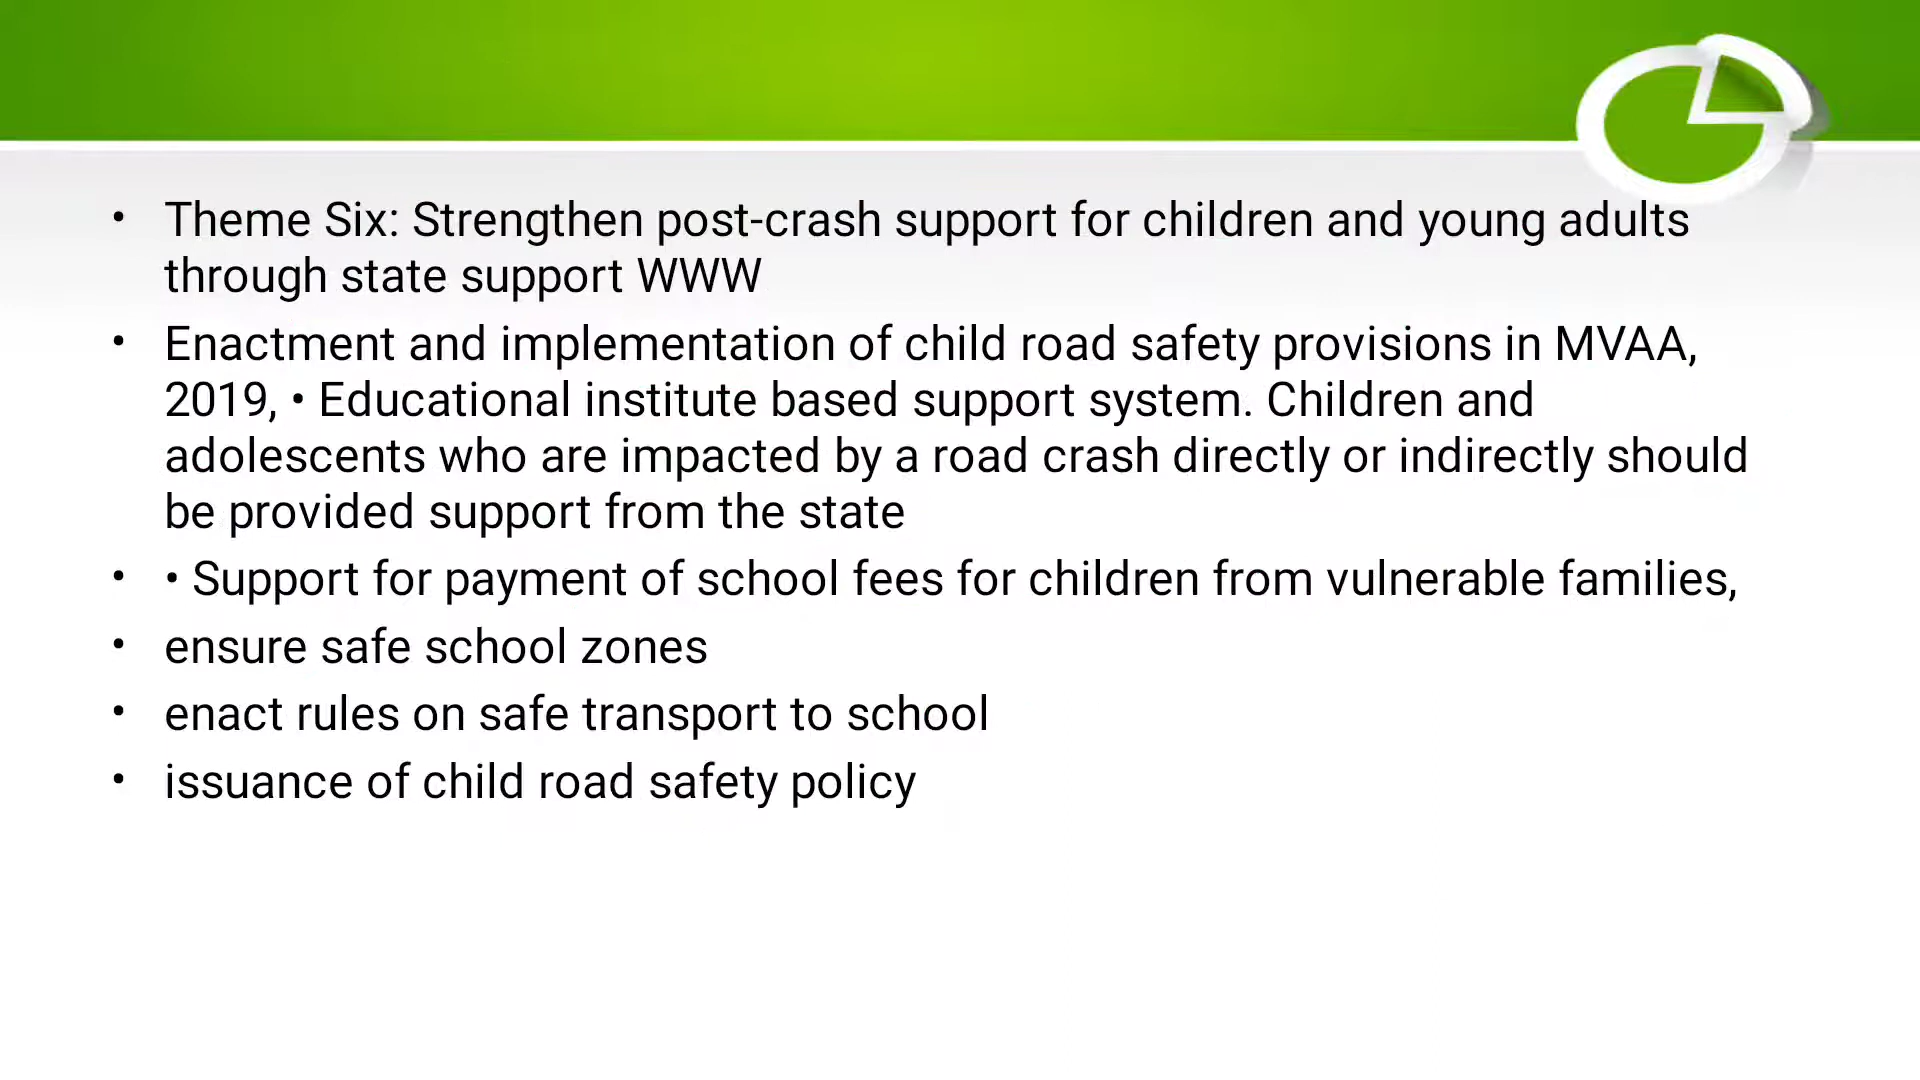 • Theme Six: Strengthen post-crash support for children and young adults
through state support WWW
• Enactment and implementation of child road safety provisions in MVAA,
2019, • Educational institute based support system. Children and
adolescents who are impacted by a road crash directly or indirectly should
be provided support from the state
• • Support for payment of school fees for children from vulnerable families,
• ensure safe school zones
• enact rules on safe transport to school
• issuance of child road safety policy